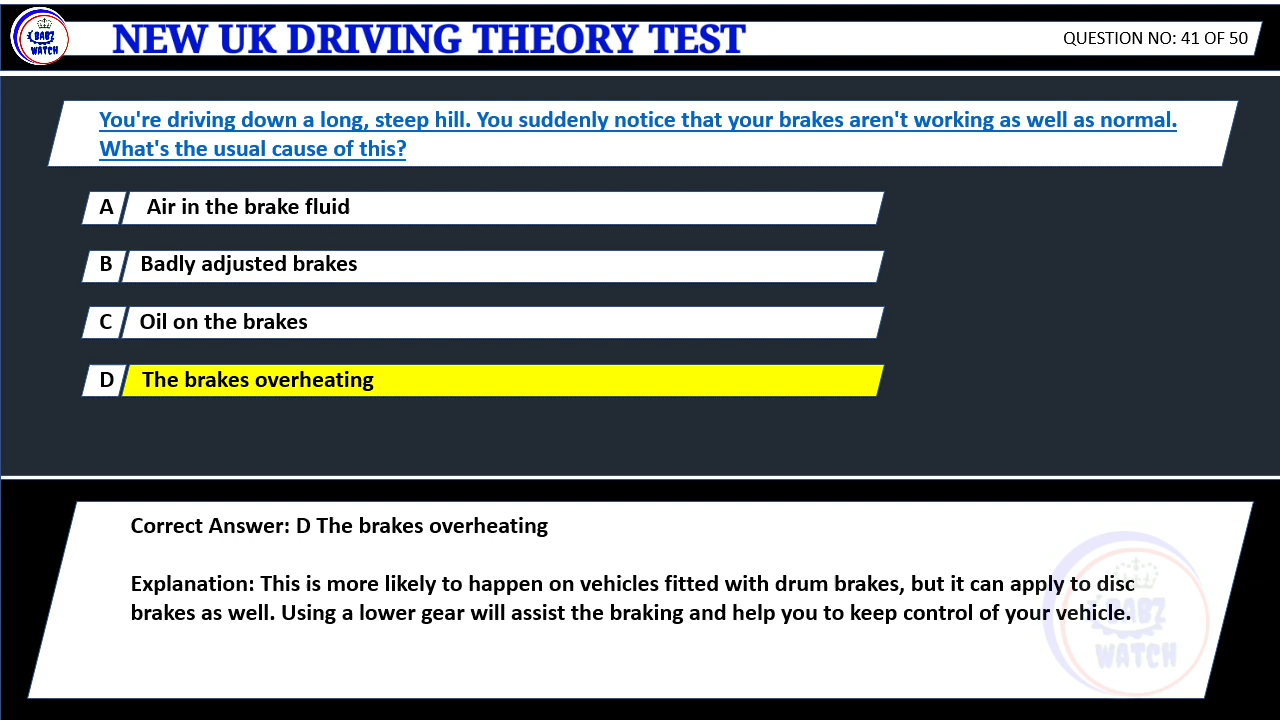 BABZ
WATCH
NEW UK DRIVING THEORY TEST
QUESTION NO: 41 OF 50
You're driving down a long, steep hill. You suddenly notice that your brakes aren't working as well as normal.
What's the usual cause of this?
A Air in the brake fluid
B Badly adjusted brakes
C Oil on the brakes
D The brakes overheating
Correct Answer: D The brakes overheating
Explanation: This is more likely to happen on vehicles fitted with drum brakes, but it can apply to disc
brakes as well. Using a lower gear will assist the braking and help you to keep control of your vehicle.
BABZ
WATCH